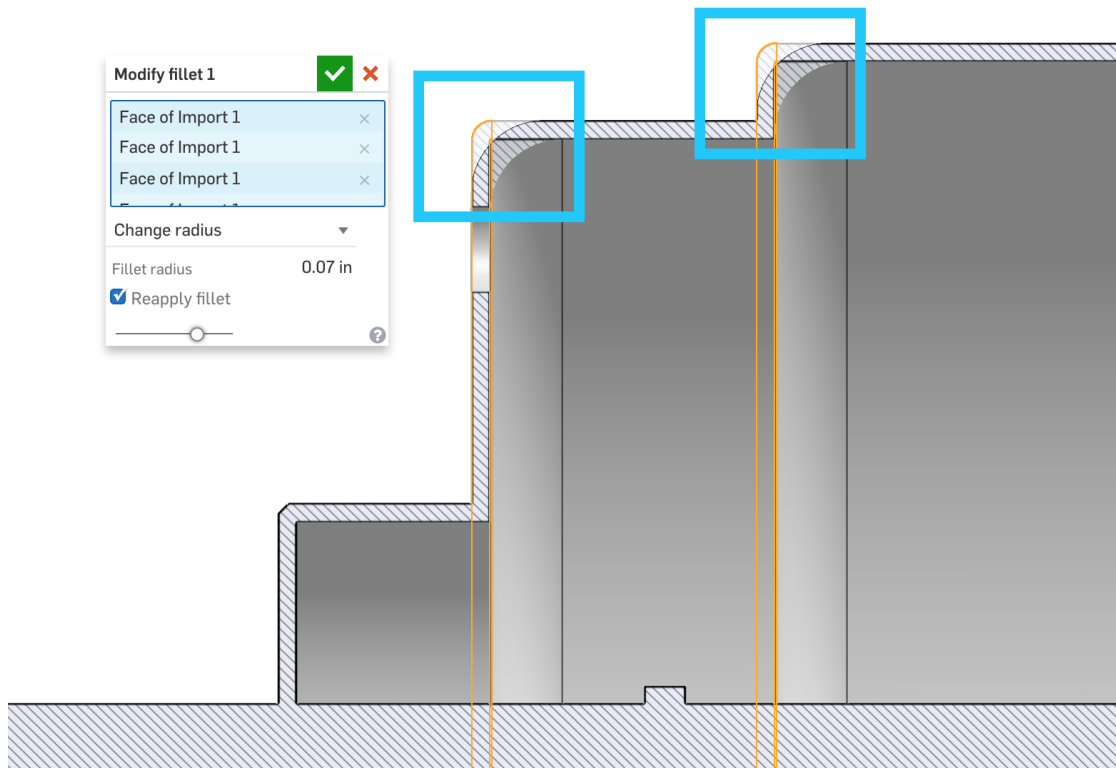 Modify fillet 1
Face of Import 1
Face of Import 1
Face of Import 1
Change radius
Fillet radius 0.07 in
Reapply fillet
?